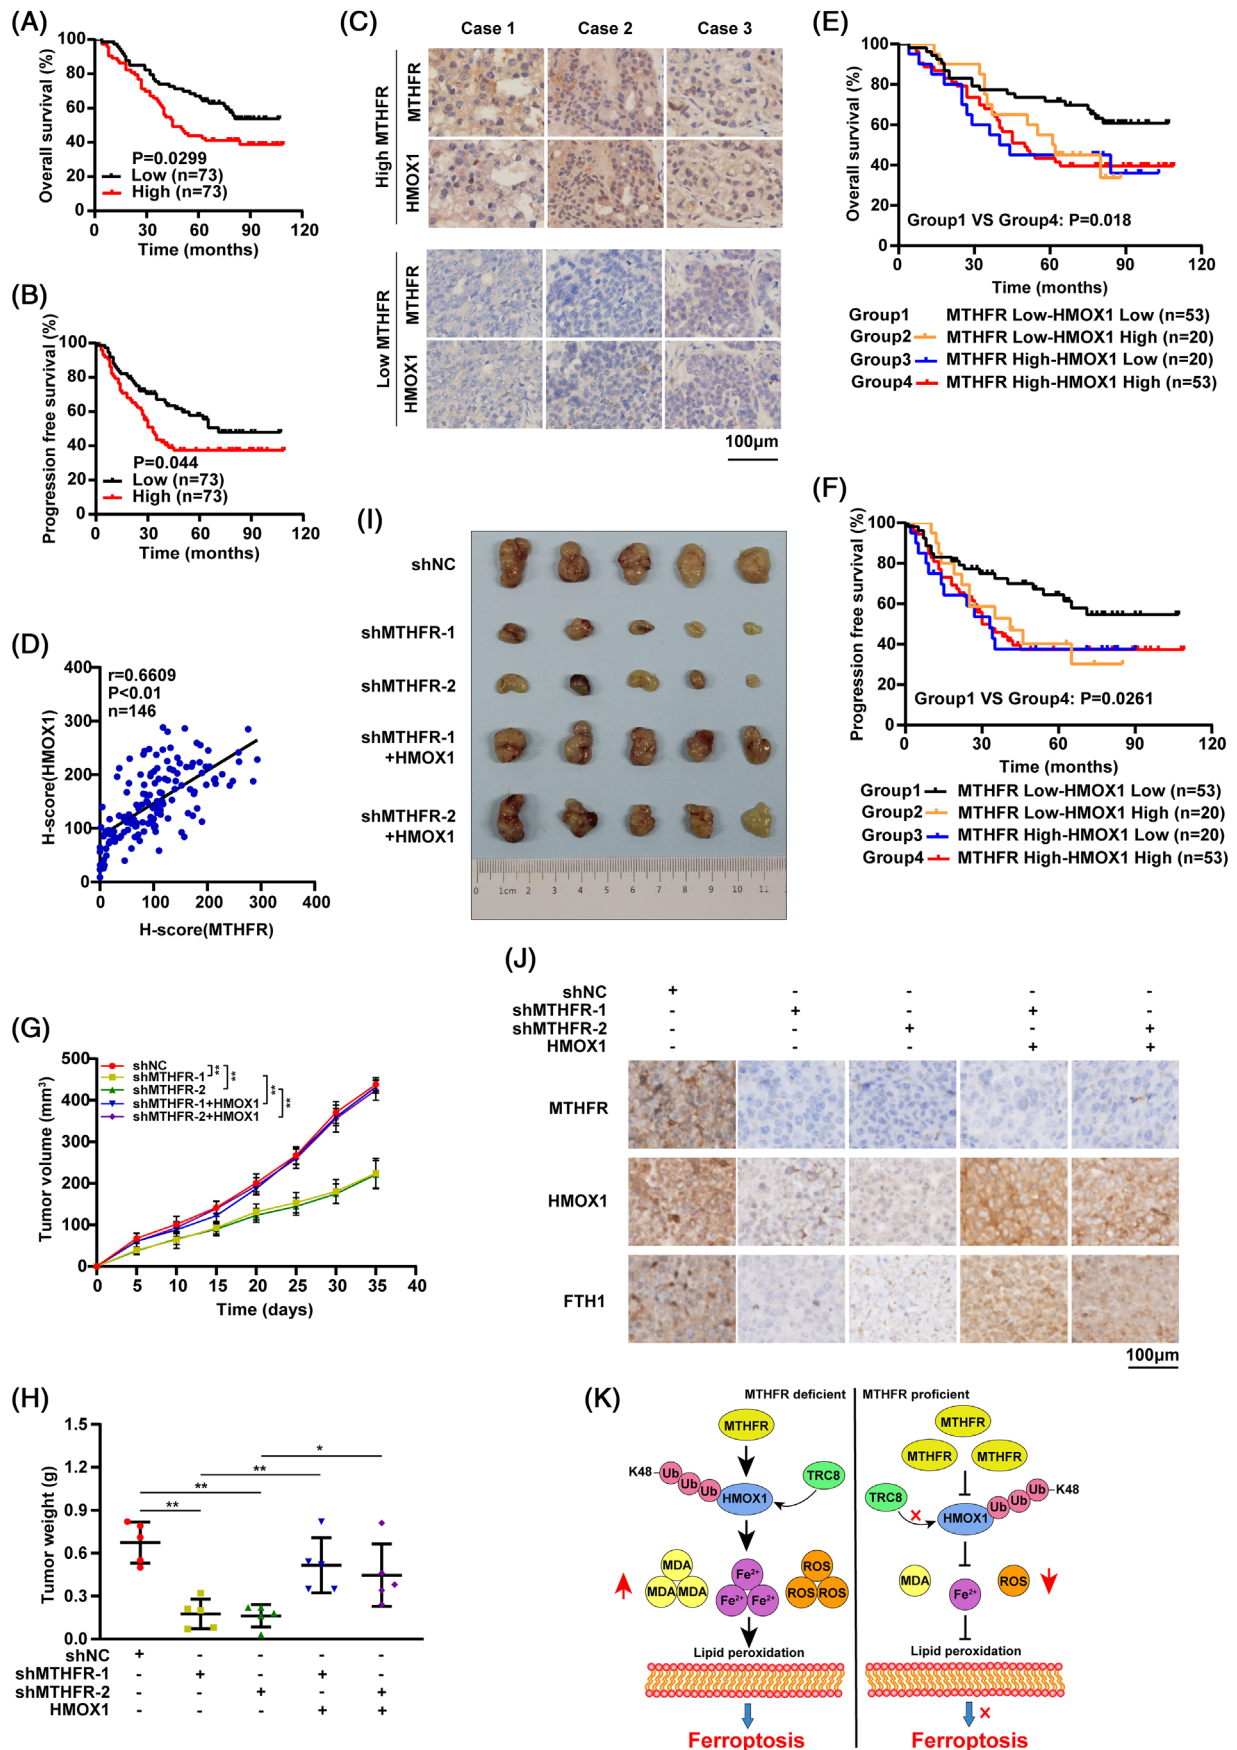 (A)
Overall survival (%)
100
80
60
40
20
0
P=0.0299
Low (n=73)
High (n=73)
0 30 60 90 120
Time (months)
(B)
Progression free survival (%)
100
80
60
40
20
0
P=0.044
Low (n=73)
High (n=73)
0 30 60 90 120
Time (months)
(C)
Case 1 Case 2 Case 3
High MTHFR
MTHFR
HMOX1
Low MTHFR
MTHFR
HMOX1
100μm
(D)
H-score(HMOX1)
400
300
200
100
0
r=0.6609
P<0.01
n=146
0 100 200 300 400
H-score(MTHFR)
(E)
Overall survival (%)
100
80
60
40
20
0
Group1 VS Group4: P=0.018
0 30 60 90 120
Time (months)
Group1 MTHFR Low-HMOX1 Low (n=53)
Group2 MTHFR Low-HMOX1 High (n=20)
Group3 MTHFR High-HMOX1 Low (n=20)
Group4 MTHFR High-HMOX1 High (n=53)
(F)
Progression free survival (%)
100
80
60
40
20
0
Group1 VS Group4: P=0.0261
0 30 60 90 120
Time (months)
Group1 MTHFR Low-HMOX1 Low (n=53)
Group2 MTHFR Low-HMOX1 High (n=20)
Group3 MTHFR High-HMOX1 Low (n=20)
Group4 MTHFR High-HMOX1 High (n=53)
(I)
shNC
shMTHFR-1
shMTHFR-2
shMTHFR-1
+HMOX1
shMTHFR-2
+HMOX1
0 1cm 2 3 4 5 6 7 8 9 10 11
(G)
Tumor volume (mm³)
500
400
300
200
100
0
shNC
shMTHFR-1
shMTHFR-2
shMTHFR-1+HMOX1
shMTHFR-2+HMOX1
** ** ** **
0 5 10 15 20 25 30 35 40
Time (days)
(J)
shNC + - - - -
shMTHFR-1 - + - + -
shMTHFR-2 - - + - +
HMOX1 - - - + +
MTHFR
HMOX1
FTH1
100μm
(H)
Tumor weight (g)
1.5
1.2
0.9
0.6
0.3
0.0
*
**
**
**
shNC + - - - -
shMTHFR-1 - + - + -
shMTHFR-2 - - + - +
HMOX1 - - - + +
(K)
MTHFR deficient
MTHFR
K48 Ub Ub Ub HMOX1
TRC8
MDA MDA MDA
Fe²⁺ Fe²⁺ Fe²⁺
ROS ROS ROS
Lipid peroxidation
Ferroptosis
MTHFR proficient
MTHFR
MTHFR MTHFR
TRC8
HMOX1 Ub Ub Ub K48
MDA Fe²⁺ ROS
Lipid peroxidation
Ferroptosis